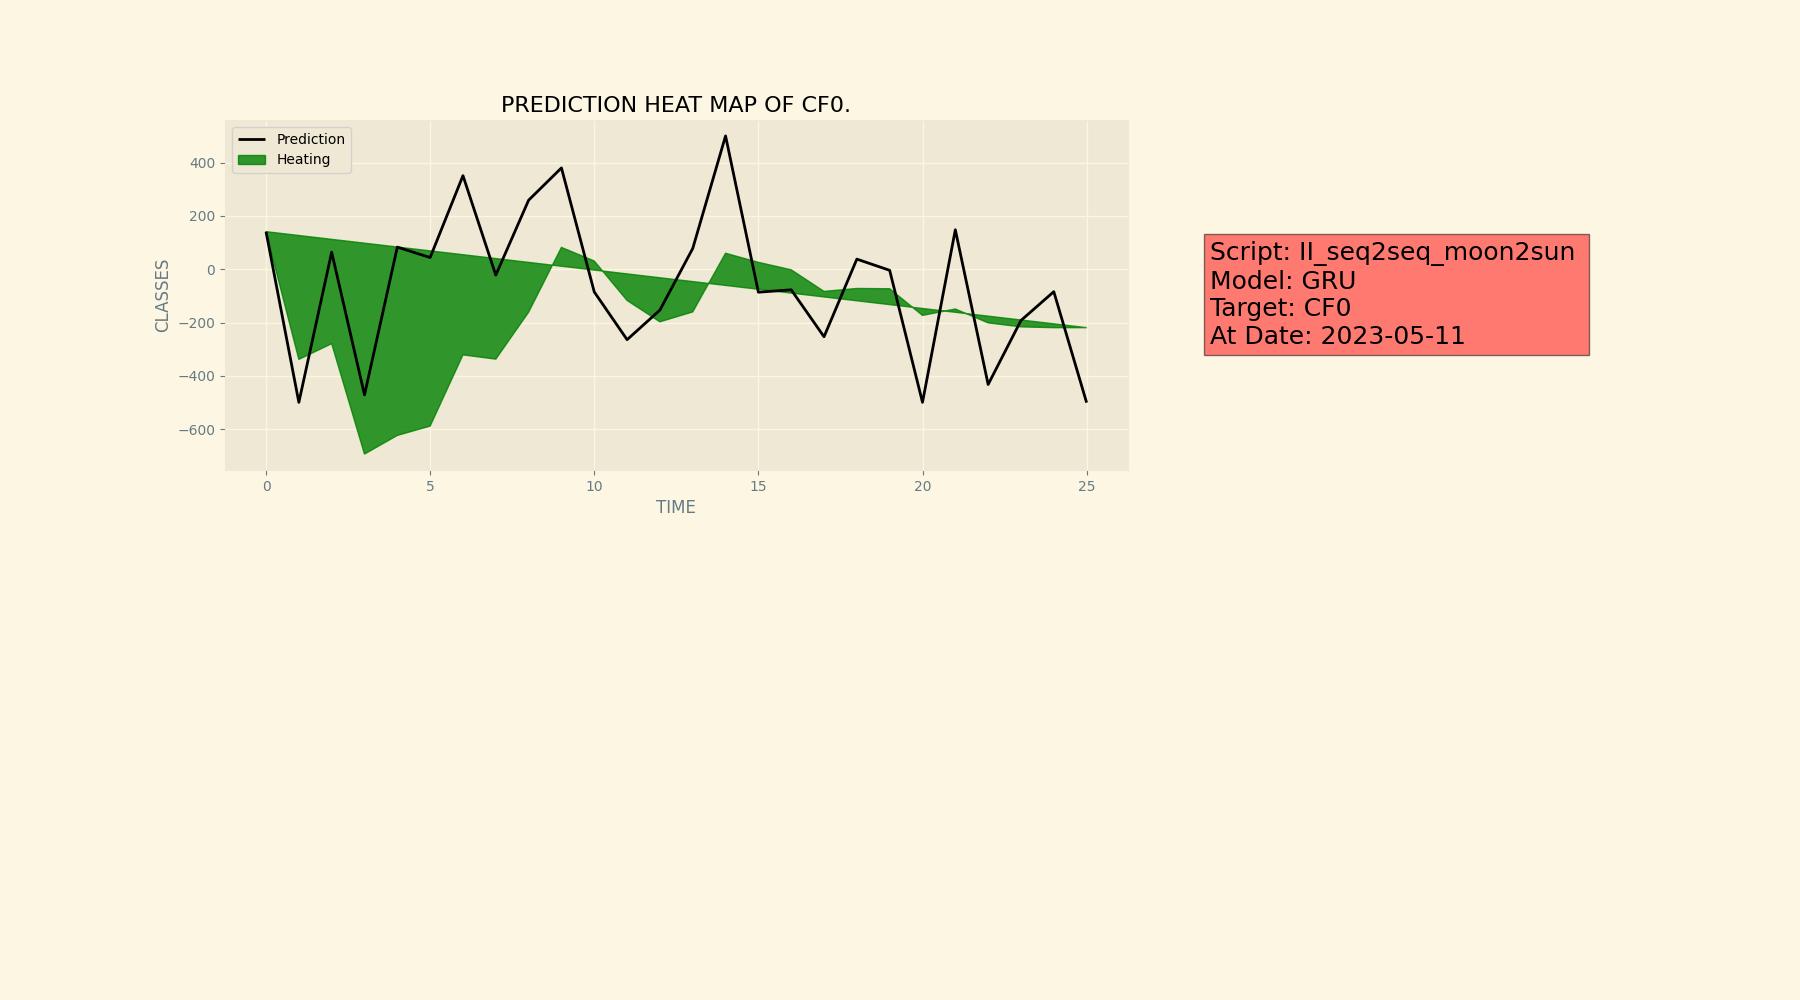 PREDICTION HEAT MAP OF CF0.
Prediction
Heating
400
200
0
−200
−400
−600
CLASSES
0 5 10 15 20 25
TIME
Script: II_seq2seq_moon2sun
Model: GRU
Target: CF0
At Date: 2023-05-11